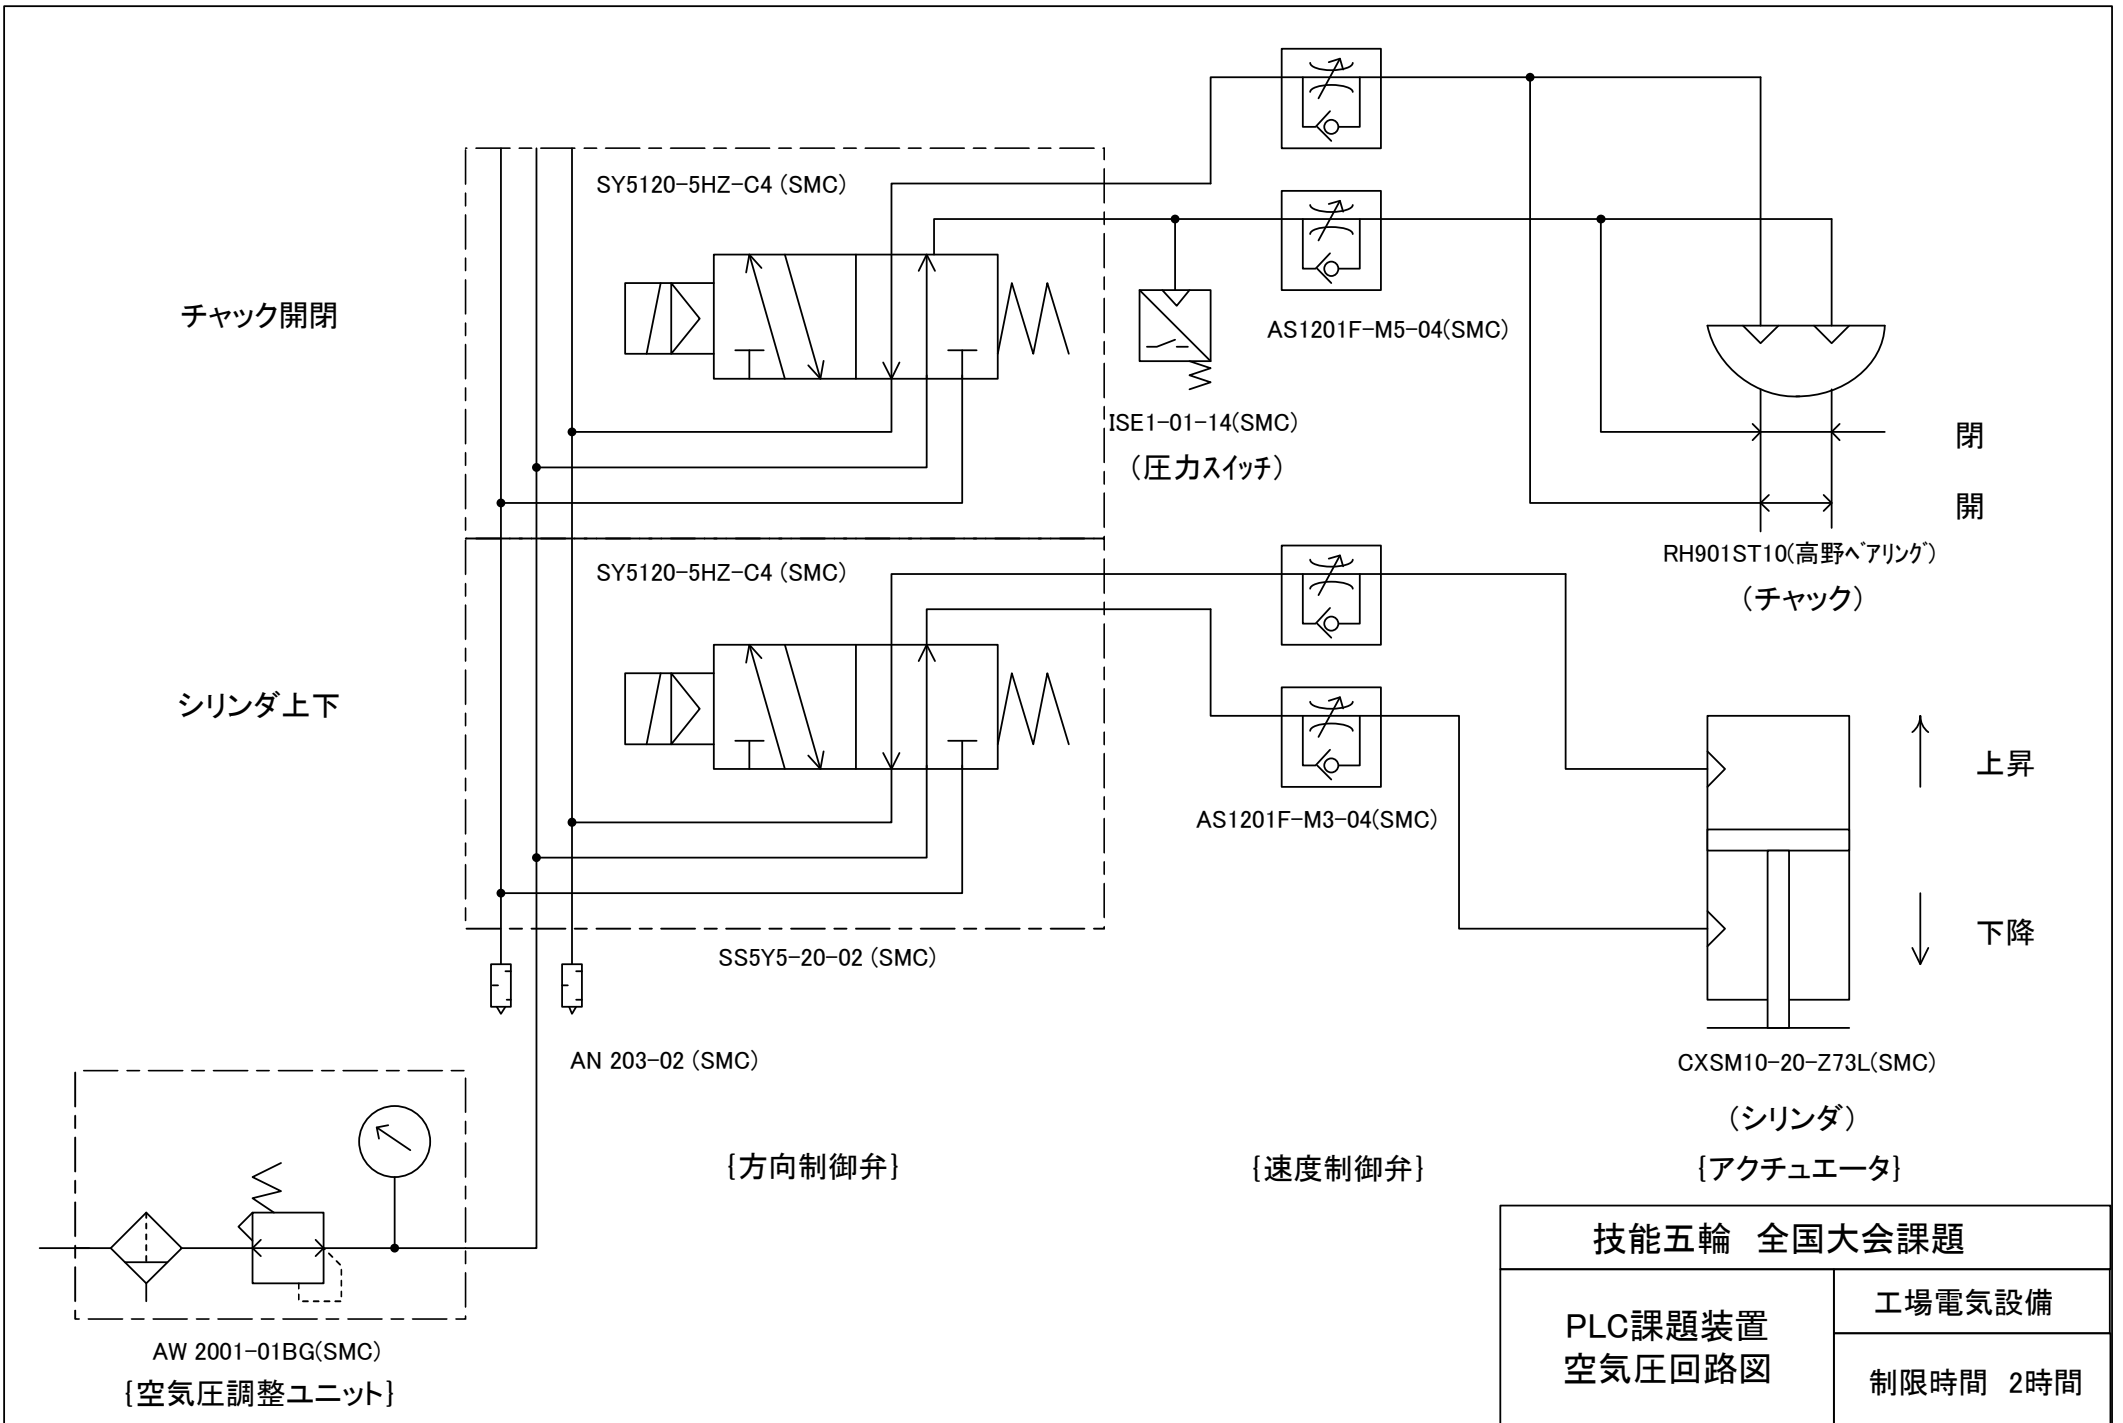 SY5120-5HZ-C4 (SMC)
チャック開閉
AS1201F-M5-04(SMC)
ISE1-01-14(SMC)
(圧力スイッチ)
閉
開
RH901ST10(高野ベアリング)
(チャック)
SY5120-5HZ-C4 (SMC)
シリンダ上下
上昇
AS1201F-M3-04(SMC)
下降
SS5Y5-20-02 (SMC)
AN 203-02 (SMC)
CXSM10-20-Z73L(SMC)
(シリンダ)
{方向制御弁}
{速度制御弁}
{アクチュエータ}
AW 2001-01BG(SMC)
{空気圧調整ユニット}
技能五輪 全国大会課題
PLC課題装置
空気圧回路図
工場電気設備
制限時間 2時間